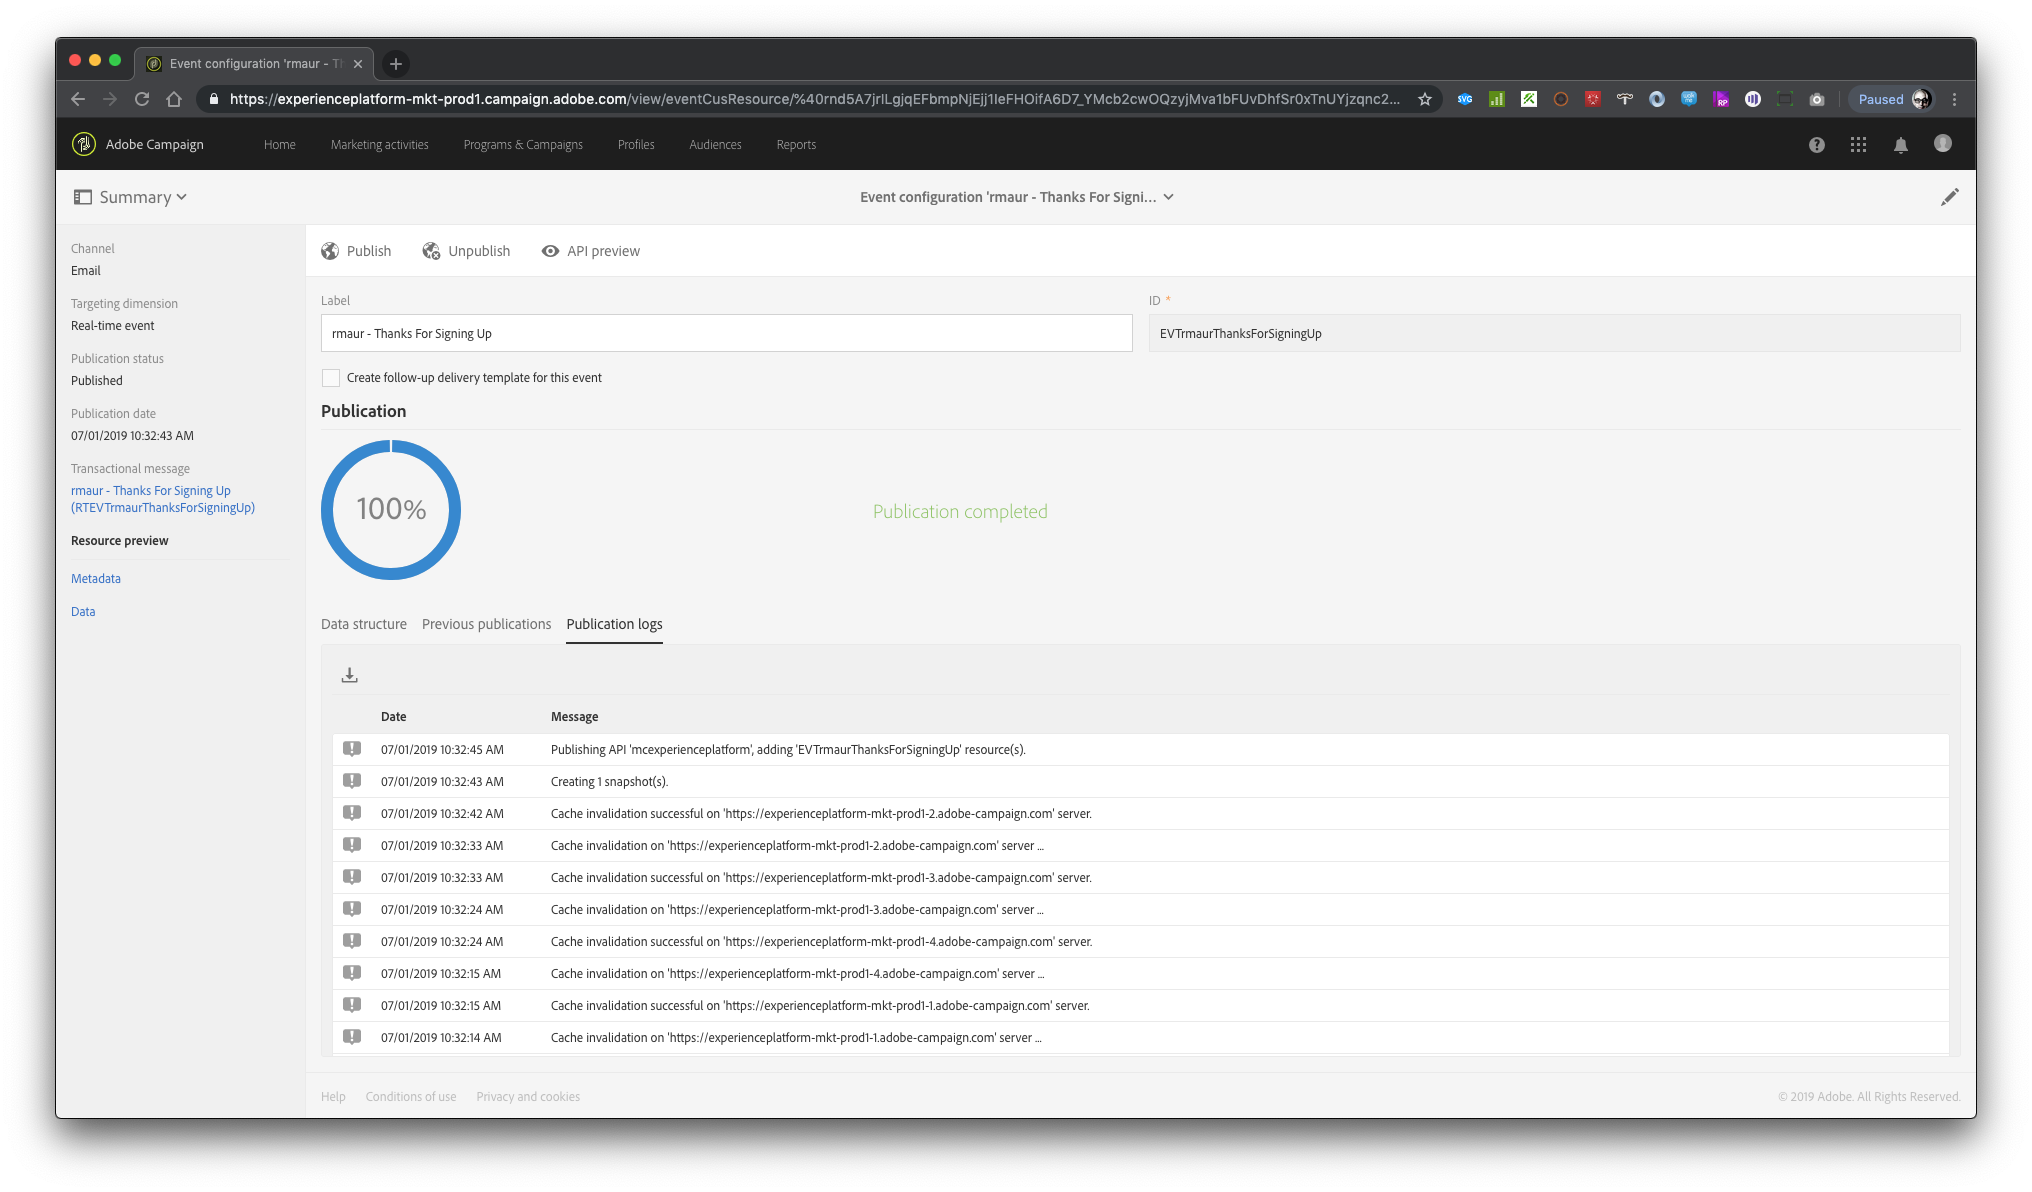 Event configuration 'rmaur - Th
https://experienceplatform-mkt-prod1.campaign.adobe.com/view/eventCusResource/
Paused
Adobe Campaign Home Marketing activities Programs & Campaigns Profiles Audiences Reports
Summary
Event configuration 'rmaur - Thanks For Signi...
Channel
Email
Targeting dimension
Real-time event
Publication status
Published
Publication date
07/01/2019 10:32:43 AM
Transactional message
rmaur - Thanks For Signing Up
(RTEVTrmaurThanksForSigningUp)
Resource preview
Metadata
Data
Publish Unpublish API preview
Label
rmaur - Thanks For Signing Up
ID *
EVTrmaurThanksForSigningUp
Create follow-up delivery template for this event
Publication
100%
Publication completed
Data structure Previous publications Publication logs
Date Message
07/01/2019 10:32:45 AM Publishing API 'mcexperienceplatform', adding 'EVTrmaurThanksForSigningUp' resource(s).
07/01/2019 10:32:43 AM Creating 1 snapshot(s).
07/01/2019 10:32:42 AM Cache invalidation successful on 'https://experienceplatform-mkt-prod1-2.adobe-campaign.com' server.
07/01/2019 10:32:33 AM Cache invalidation on 'https://experienceplatform-mkt-prod1-2.adobe-campaign.com' server ...
07/01/2019 10:32:33 AM Cache invalidation successful on 'https://experienceplatform-mkt-prod1-3.adobe-campaign.com' server.
07/01/2019 10:32:24 AM Cache invalidation on 'https://experienceplatform-mkt-prod1-3.adobe-campaign.com' server ...
07/01/2019 10:32:24 AM Cache invalidation successful on 'https://experienceplatform-mkt-prod1-4.adobe-campaign.com' server.
07/01/2019 10:32:15 AM Cache invalidation on 'https://experienceplatform-mkt-prod1-4.adobe-campaign.com' server ...
07/01/2019 10:32:15 AM Cache invalidation successful on 'https://experienceplatform-mkt-prod1-1.adobe-campaign.com' server.
07/01/2019 10:32:14 AM Cache invalidation on 'https://experienceplatform-mkt-prod1-1.adobe-campaign.com' server ...
Help Conditions of use Privacy and cookies
© 2019 Adobe. All Rights Reserved.